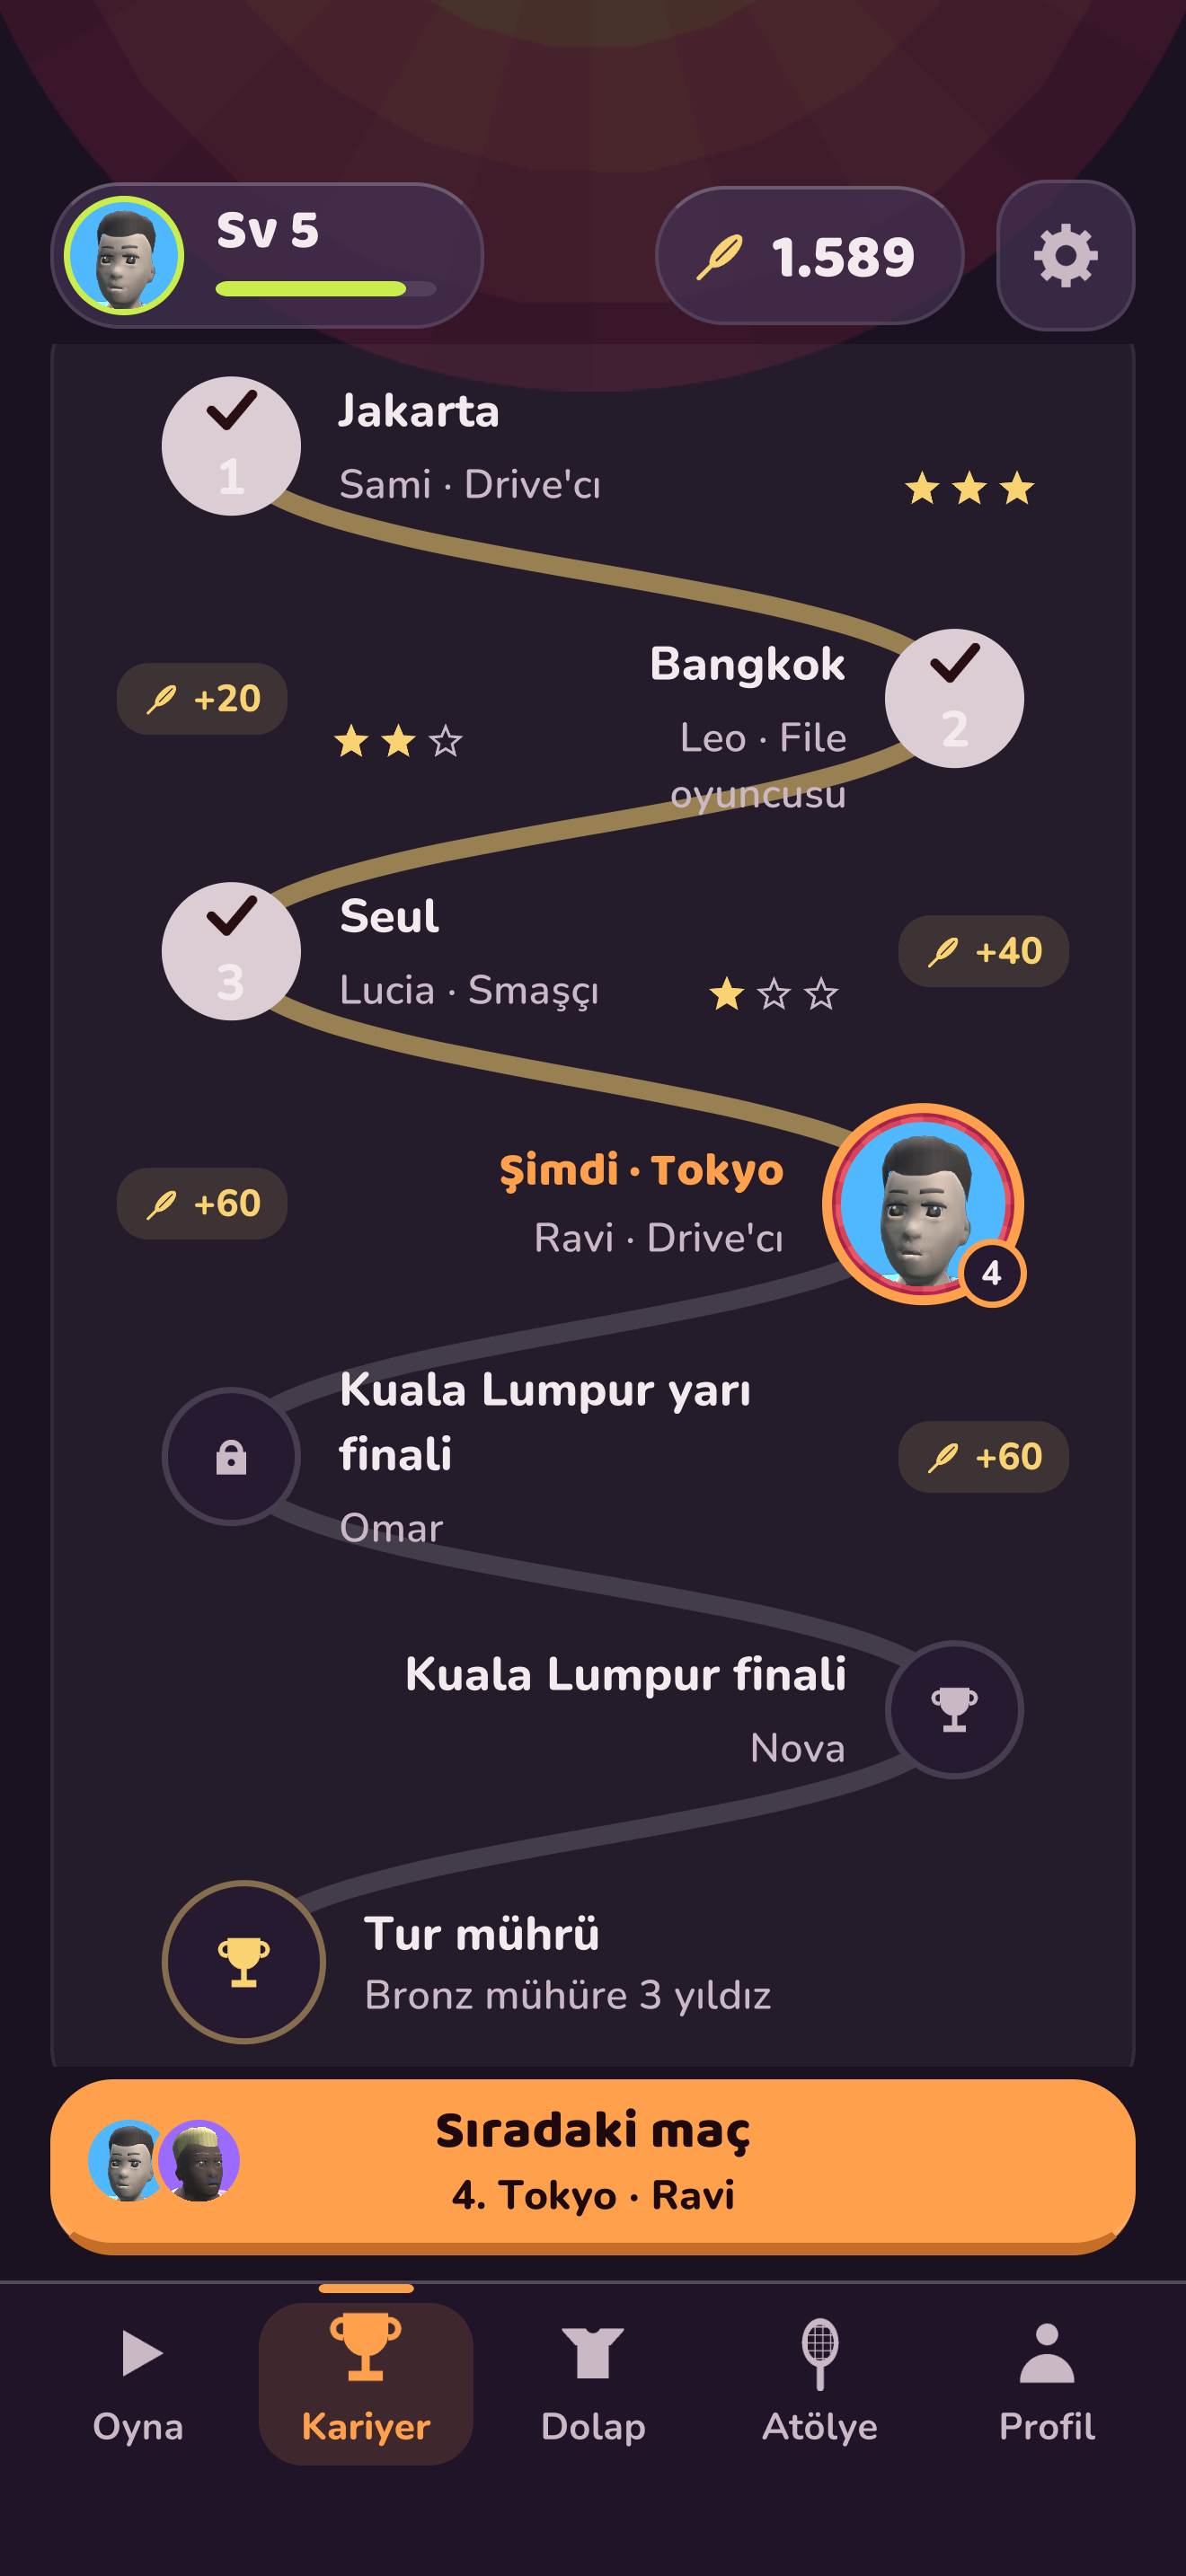 Sv 5
1.589
1
Jakarta
Sami · Drive'cı
+20
Bangkok
Leo · File
oyuncusu
2
3
Seul
Lucia · Smaşçı
+40
+60
Şimdi · Tokyo
Ravi · Drive'cı
4
Kuala Lumpur yarı
finali
Omar
+60
Kuala Lumpur finali
Nova
Tur mührü
Bronz mühüre 3 yıldız
Sıradaki maç
4. Tokyo · Ravi
Oyna
Kariyer
Dolap
Atölye
Profil